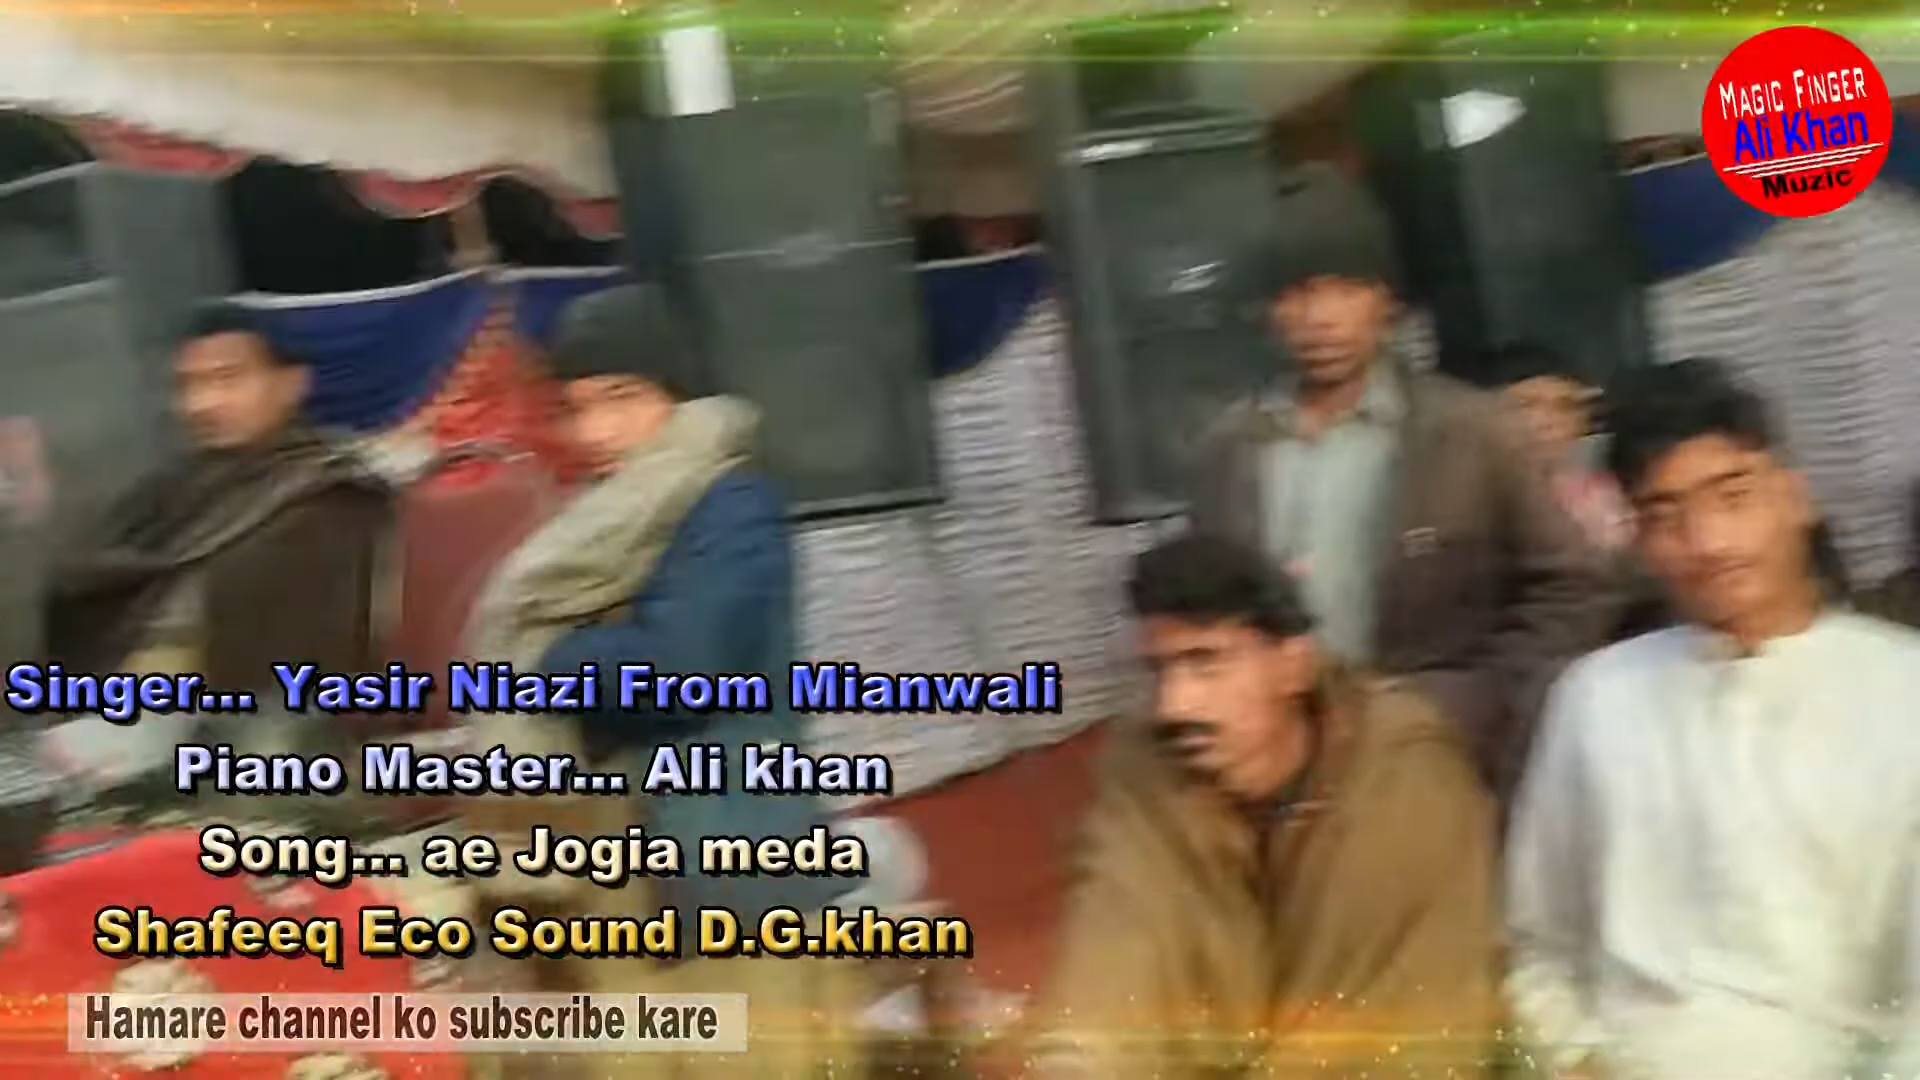 MAGIC FINGER
Ali Khan
Muzic
Singer... Yasir Niazi From Mianwali
Piano Master... Ali khan
Song... ae Jogia meda
Shafeeq Eco Sound D.G.khan
Hamare channel ko subscribe kare